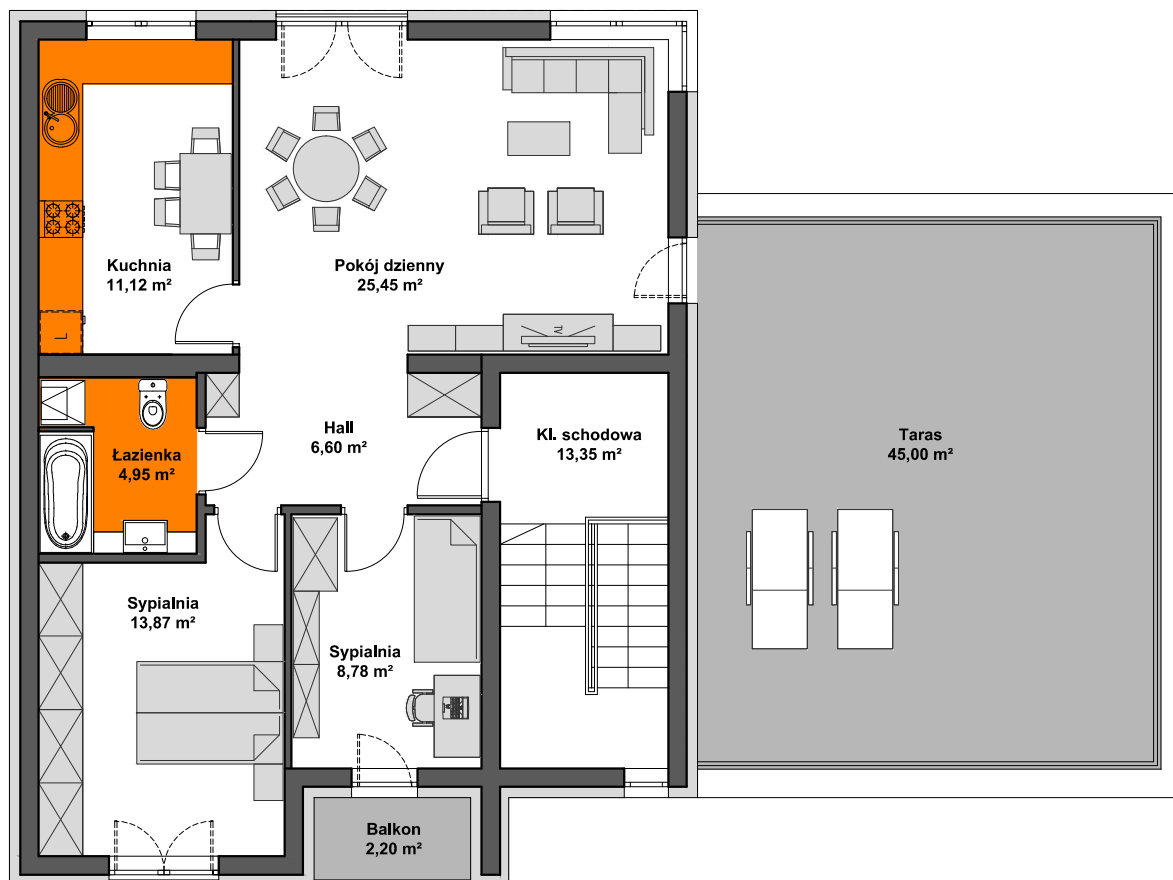 Kuchnia
11,12 m²
Pokój dzienny
25,45 m²
TV
L
Łazienka
4,95 m²
Hall
6,60 m²
Kl. schodowa
13,35 m²
Taras
45,00 m²
Sypialnia
13,87 m²
Sypialnia
8,78 m²
Balkon
2,20 m²